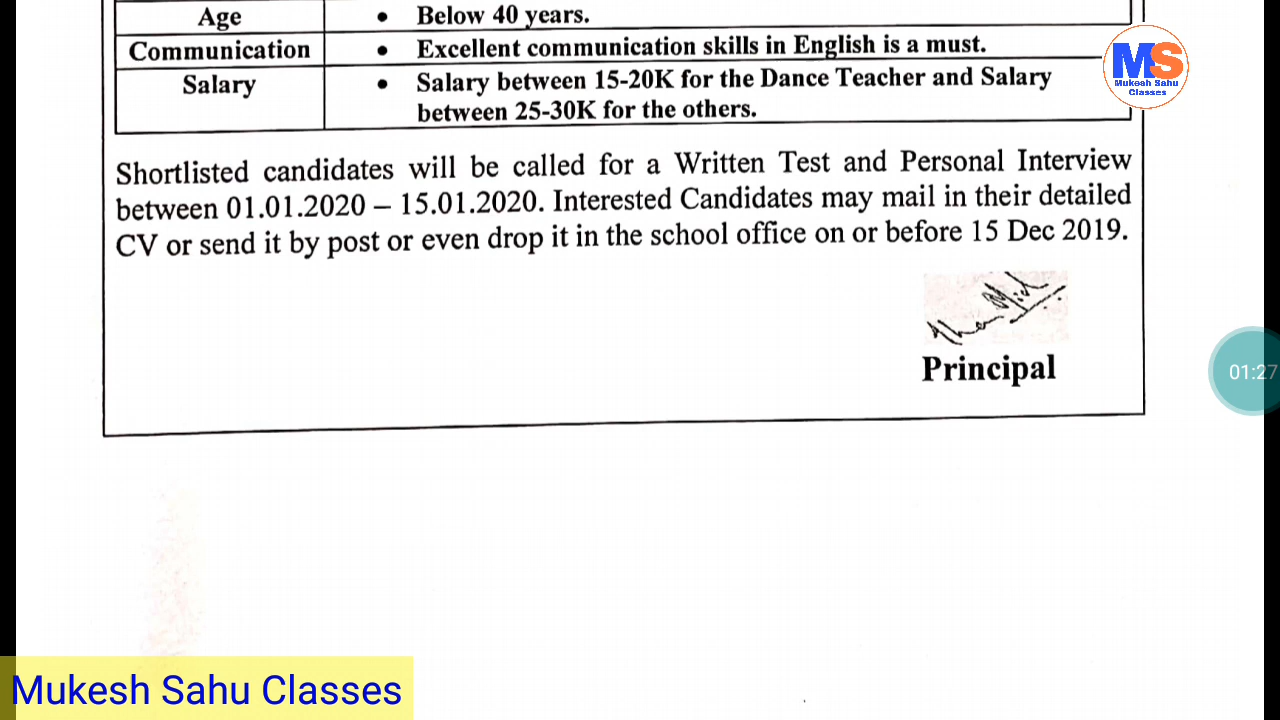 Age
• Below 40 years.
Communication
• Excellent communication skills in English is a must.
Salary
• Salary between 15-20K for the Dance Teacher and Salary
between 25-30K for the others.
MS
Mukesh Sahu
Classes
Shortlisted candidates will be called for a Written Test and Personal Interview
between 01.01.2020 – 15.01.2020. Interested Candidates may mail in their detailed
CV or send it by post or even drop it in the school office on or before 15 Dec 2019.
Principal
01:27
Mukesh Sahu Classes